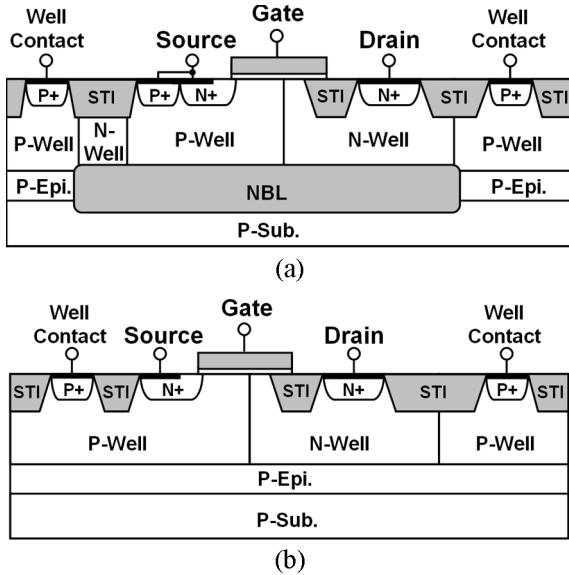 Gate
Well
Contact
Source
Drain
Well
Contact
P+
STI
P+
N+
STI
N+
STI
P+
STI
P-Well
N-
Well
P-Well
N-Well
P-Well
P-Epi.
NBL
P-Epi.
P-Sub.
(a)
Well
Contact
Source
Gate
Drain
Well
Contact
STI
P+
STI
N+
STI
N+
STI
P+
STI
P-Well
N-Well
P-Well
P-Epi.
P-Sub.
(b)